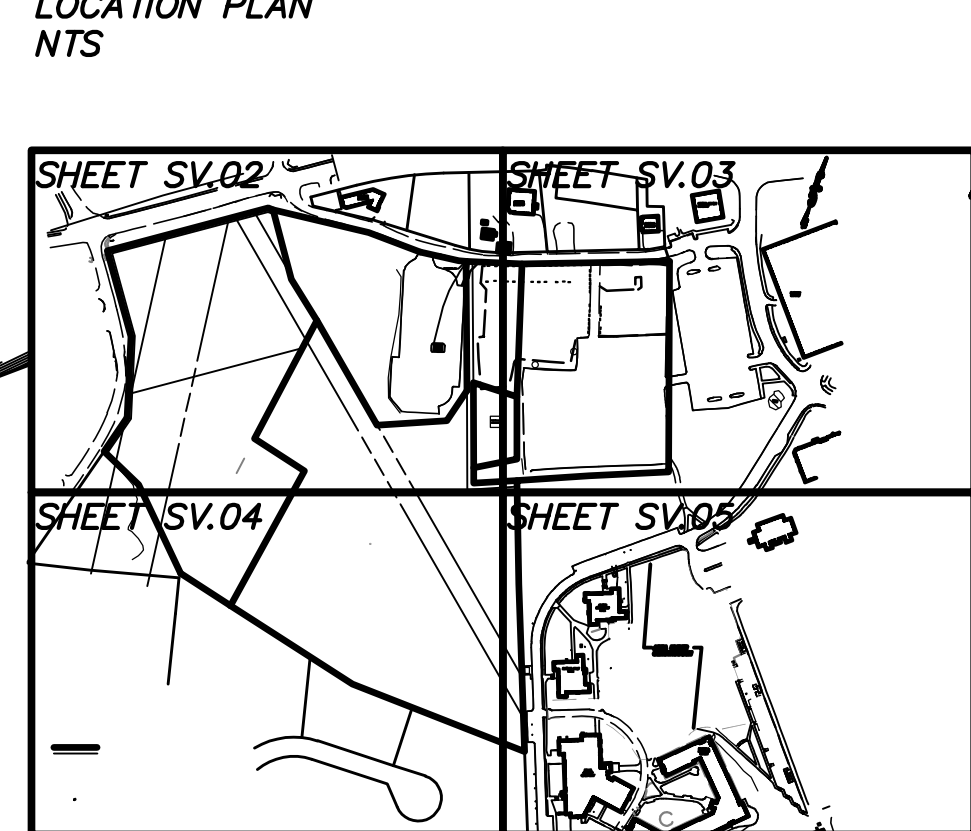 LOCATION PLAN
NTS
SHEET SV.02
SHEET SV.03
SHEET SV.04
SHEET SV.05
C